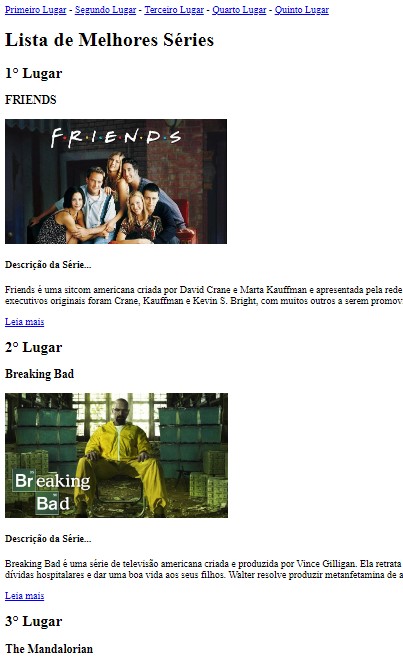 Primeiro Lugar - Segundo Lugar - Terceiro Lugar - Quarto Lugar - Quinto Lugar
Lista de Melhores Séries
1° Lugar
FRIENDS
F·R·I·E·N·D·S
Descrição da Série...
Friends é uma sitcom americana criada por David Crane e Marta Kauffman e apresentada pela rede
executivos originais foram Crane, Kauffman e Kevin S. Bright, com muitos outros a serem promov
Leia mais
2° Lugar
Breaking Bad
Breaking
Bad
Descrição da Série...
Breaking Bad é uma série de televisão americana criada e produzida por Vince Gilligan. Ela retrata
dívidas hospitalares e dar uma boa vida aos seus filhos. Walter resolve produzir metanfetamina de a
Leia mais
3° Lugar
The Mandalorian